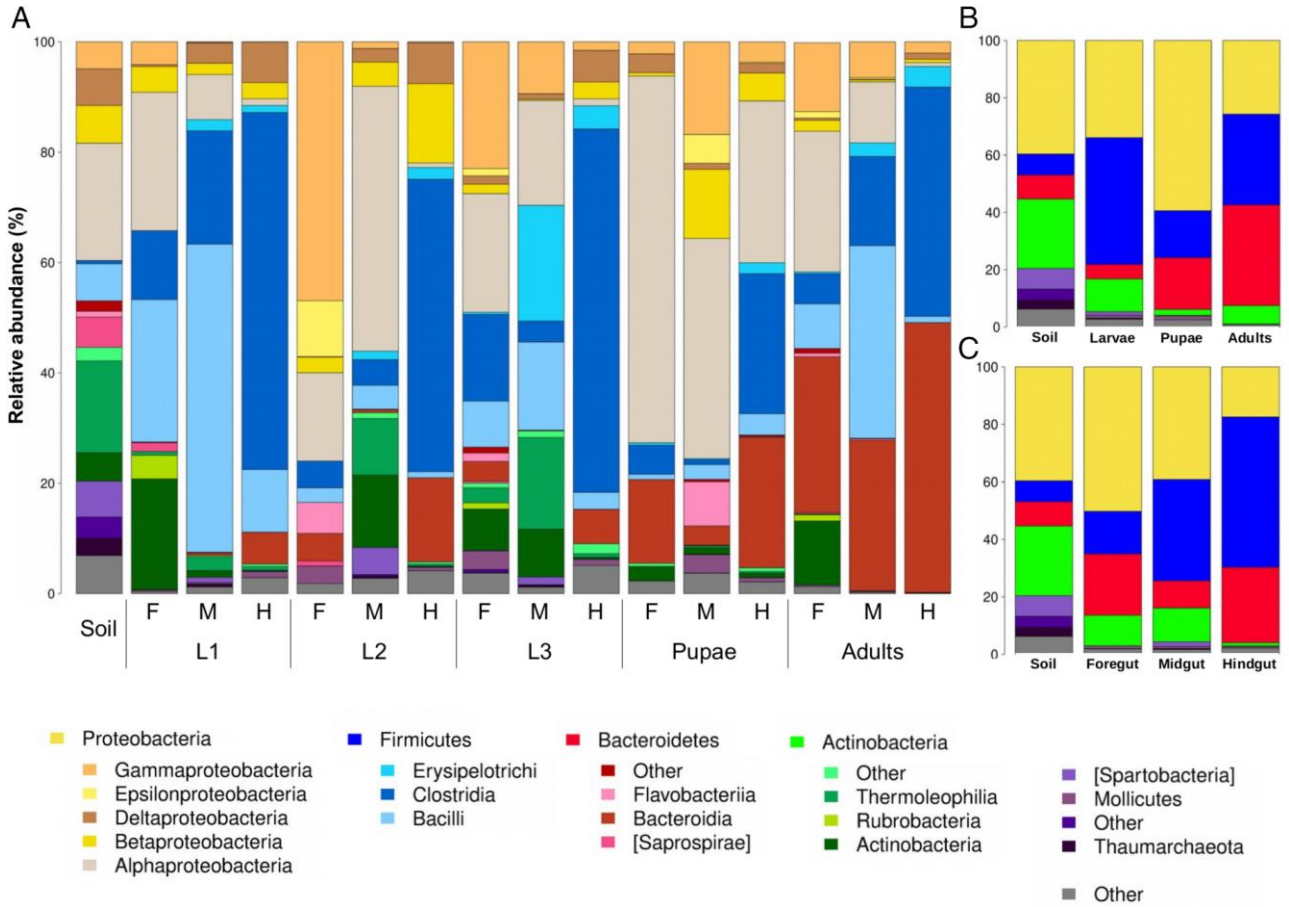 A
Relative abundance (%)
100
80
60
40
20
0
Soil
F M H F M H F M H F M H F M H
L1 L2 L3 Pupae Adults
B
100
80
60
40
20
0
Soil Larvae Pupae Adults
C
100
80
60
40
20
0
Soil Foregut Midgut Hindgut
Proteobacteria
Gammaproteobacteria
Epsilonproteobacteria
Deltaproteobacteria
Betaproteobacteria
Alphaproteobacteria
Firmicutes
Erysipelotrichi
Clostridia
Bacilli
Bacteroidetes
Other
Flavobacteriia
Bacteroidia
[Saprospirae]
Actinobacteria
Other
Thermoleophilia
Rubrobacteria
Actinobacteria
[Spartobacteria]
Mollicutes
Other
Thaumarchaeota
Other